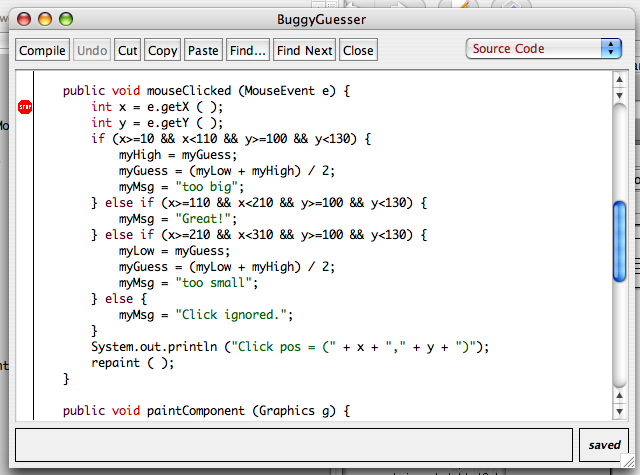 BuggyGuesser
Compile Undo Cut Copy Paste Find... Find Next Close Source Code
public void mouseClicked (MouseEvent e) {
STOP int x = e.getX ( );
int y = e.getY ( );
if (x>=10 && x<110 && y>=100 && y<130) {
myHigh = myGuess;
myGuess = (myLow + myHigh) / 2;
myMsg = "too big";
} else if (x>=110 && x<210 && y>=100 && y<130) {
myMsg = "Great!";
} else if (x>=210 && x<310 && y>=100 && y<130) {
myLow = myGuess;
myGuess = (myLow + myHigh) / 2;
myMsg = "too small";
} else {
myMsg = "Click ignored.";
}
System.out.println ("Click pos = (" + x + "," + y + ")");
repaint ( );
}
public void paintComponent (Graphics g) {
saved